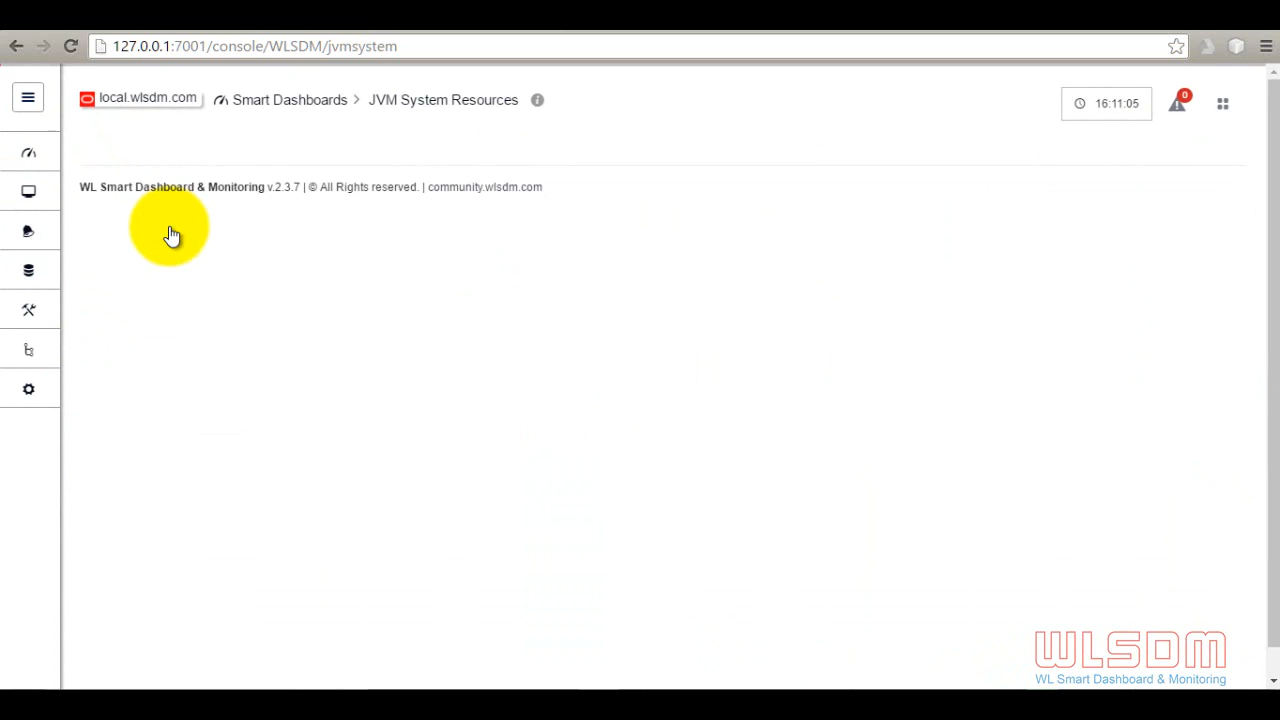 127.0.0.1:7001/console/WLSDM/jvmsystem
local.wlsdm.com Smart Dashboards > JVM System Resources
16:11:05
0
WL Smart Dashboard & Monitoring v.2.3.7 | © All Rights reserved. | community.wlsdm.com
WLSDM
WL Smart Dashboard & Monitoring